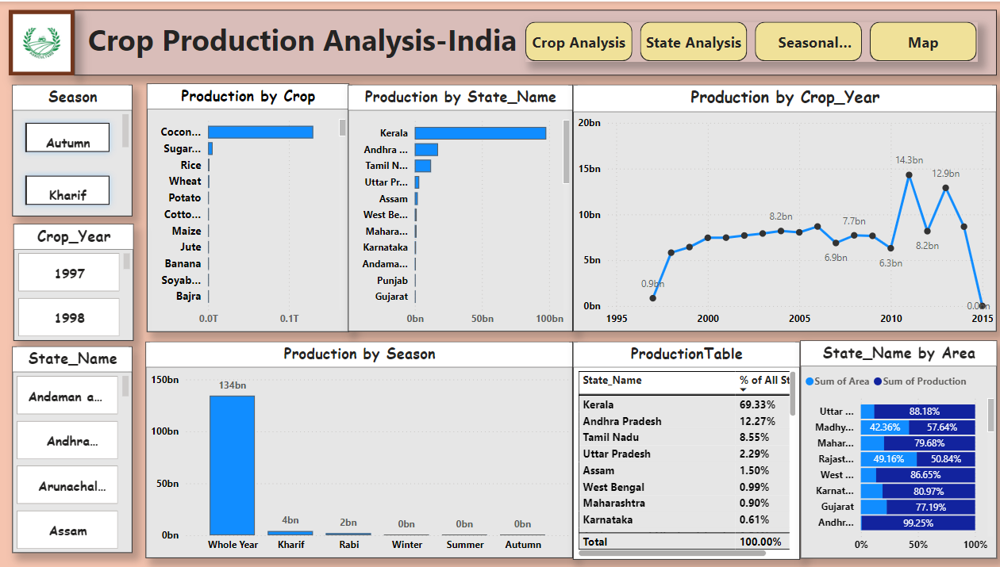 Crop Production Analysis-India
Crop Analysis
State Analysis
Seasonal...
Map
Season
Autumn
Kharif
Crop_Year
1997
1998
State_Name
Andaman a...
Andhra...
Arunachal...
Assam
Production by Crop
Cocon...
Sugar...
Rice
Wheat
Potato
Cotto...
Maize
Jute
Banana
Soyab...
Bajra
0.0T 0.1T
Production by State_Name
Kerala
Andhra ...
Tamil N...
Uttar Pr...
Assam
West Be...
Mahara...
Karnataka
Andama...
Punjab
Gujarat
0bn 50bn 100bn
Production by Crop_Year
20bn
15bn
10bn
5bn
0bn
0.9bn
8.2bn
6.9bn
7.7bn
6.3bn
14.3bn
8.2bn
12.9bn
1995 2000 2005 2010 2015
Production by Season
150bn
100bn
50bn
0bn
134bn
4bn
2bn
0bn
0bn
0bn
Whole Year Kharif Rabi Winter Summer Autumn
ProductionTable
State_Name % of All St
Kerala 69.33%
Andhra Pradesh 12.27%
Tamil Nadu 8.55%
Uttar Pradesh 2.29%
Assam 1.50%
West Bengal 0.99%
Maharashtra 0.90%
Karnataka 0.61%
Total 100.00%
State_Name by Area
Sum of Area Sum of Production
Uttar ... 88.18%
Madhy... 42.36% 57.64%
Mahar... 79.68%
Rajast... 49.16% 50.84%
West ... 86.65%
Karnat... 80.97%
Gujarat 77.19%
Andhr... 99.25%
0% 50% 100%